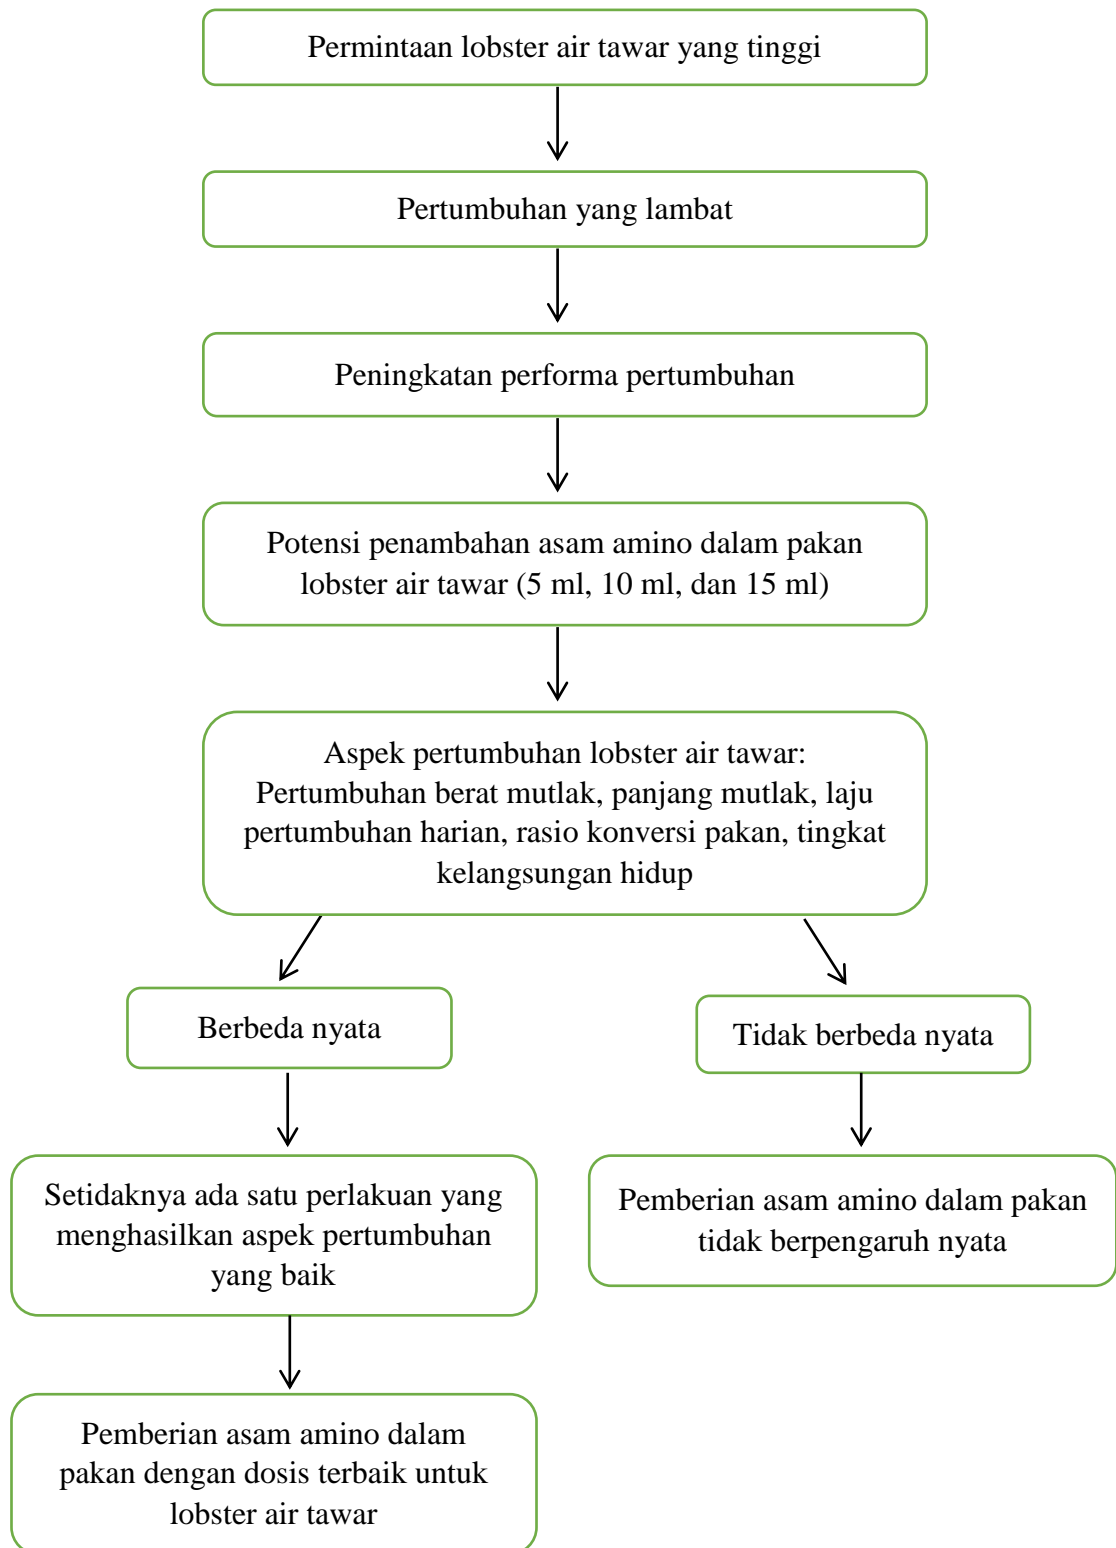 Permintaan lobster air tawar yang tinggi
Pertumbuhan yang lambat
Peningkatan performa pertumbuhan
Potensi penambahan asam amino dalam pakan
lobster air tawar (5 ml, 10 ml, dan 15 ml)
Aspek pertumbuhan lobster air tawar:
Pertumbuhan berat mutlak, panjang mutlak, laju
pertumbuhan harian, rasio konversi pakan, tingkat
kelangsungan hidup
Berbeda nyata
Tidak berbeda nyata
Setidaknya ada satu perlakuan yang
menghasilkan aspek pertumbuhan
yang baik
Pemberian asam amino dalam pakan
tidak berpengaruh nyata
Pemberian asam amino dalam
pakan dengan dosis terbaik untuk
lobster air tawar